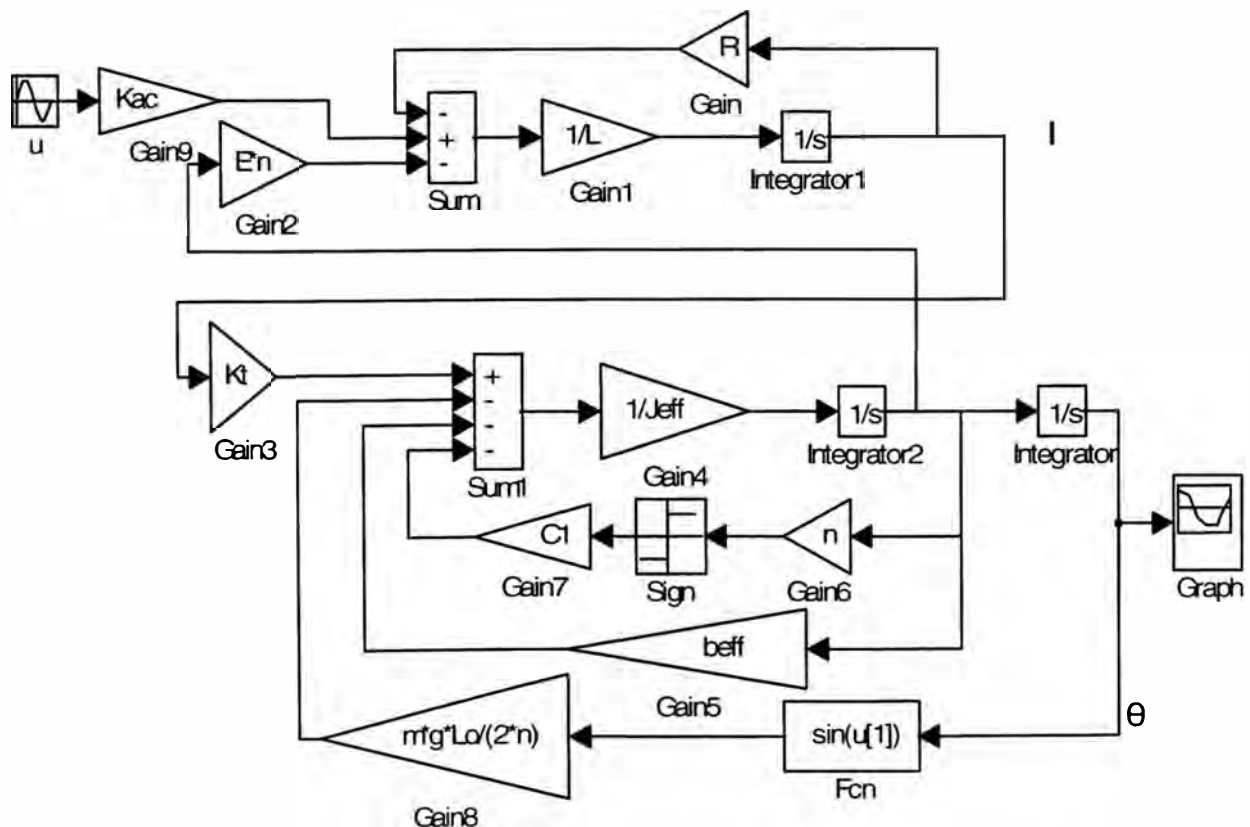 R
Gain
Kac
u
Gain9
E*n
Gain2
-
+
-
Sum
1/L
Gain1
1/s
Integrator1
I
Kt
Gain3
+
-
-
-
Sum1
1/Jeff
Gain4
1/s
Integrator2
1/s
Integrator
C1
Gain7
Sign
n
Gain6
Graph
beff
Gain5
m*g*Lo/(2*n)
Gain8
sin(u[1])
Fcn
θ